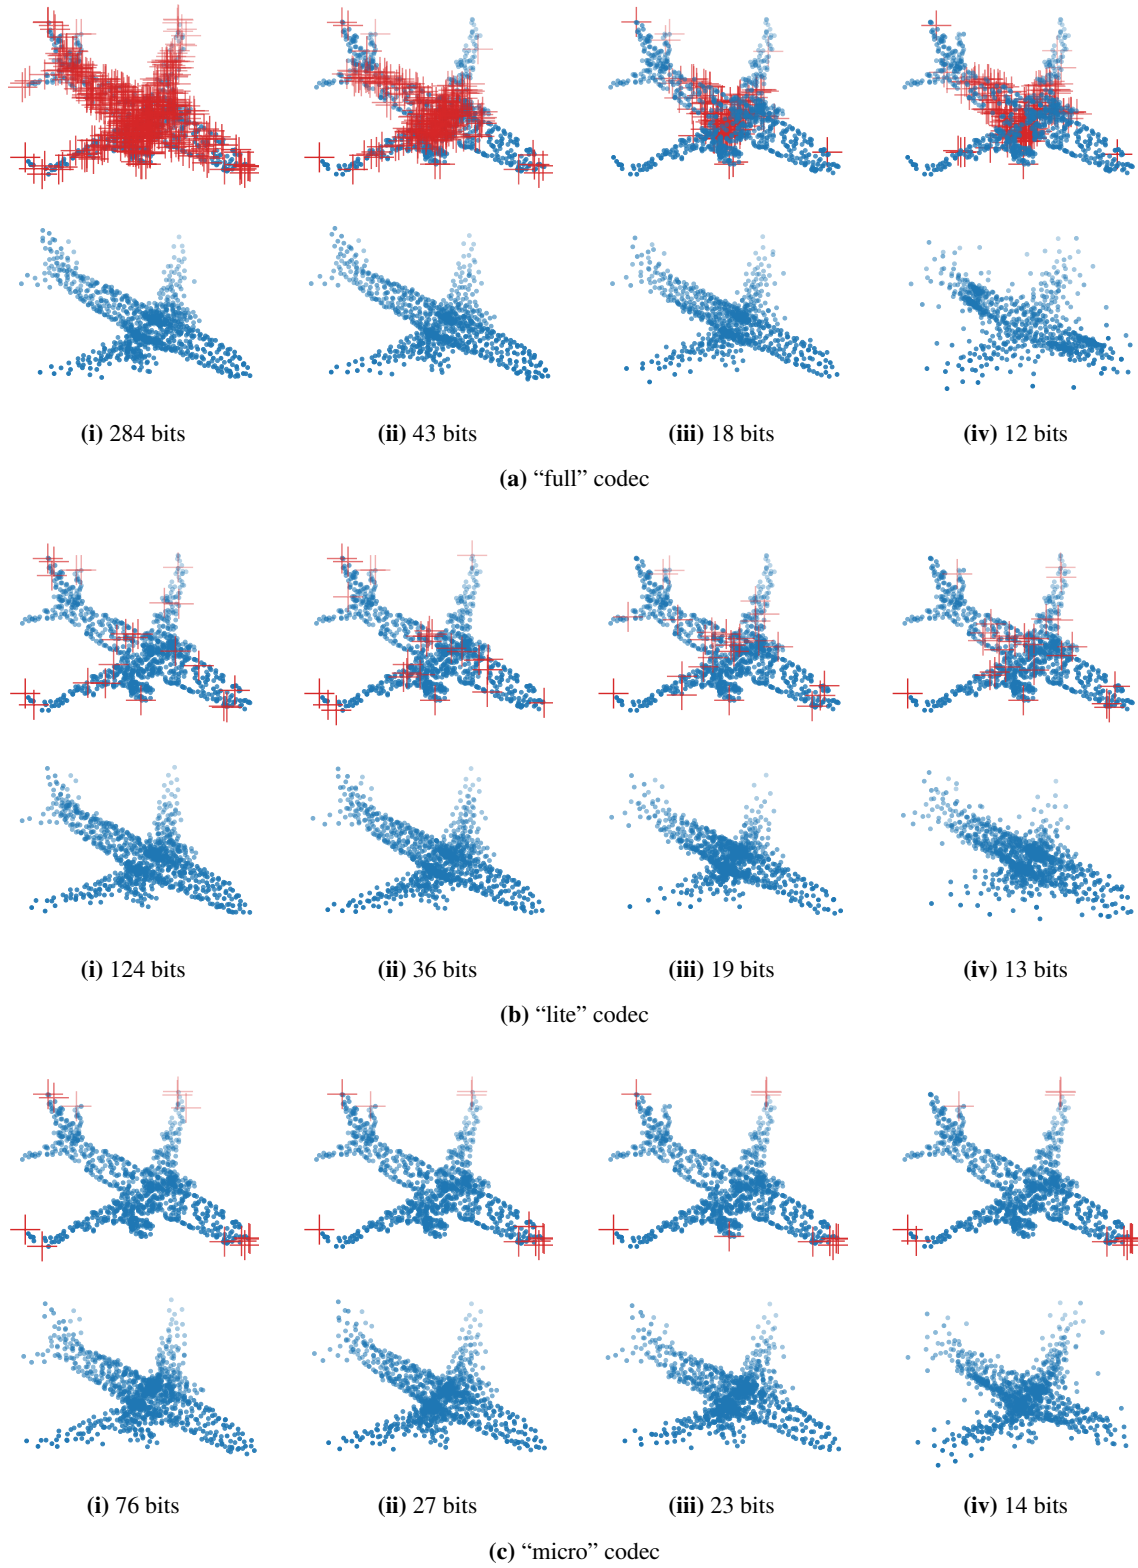 (i) 284 bits
(ii) 43 bits
(iii) 18 bits
(iv) 12 bits
(a) “full” codec
(i) 124 bits
(ii) 36 bits
(iii) 19 bits
(iv) 13 bits
(b) “lite” codec
(i) 76 bits
(ii) 27 bits
(iii) 23 bits
(iv) 14 bits
(c) “micro” codec